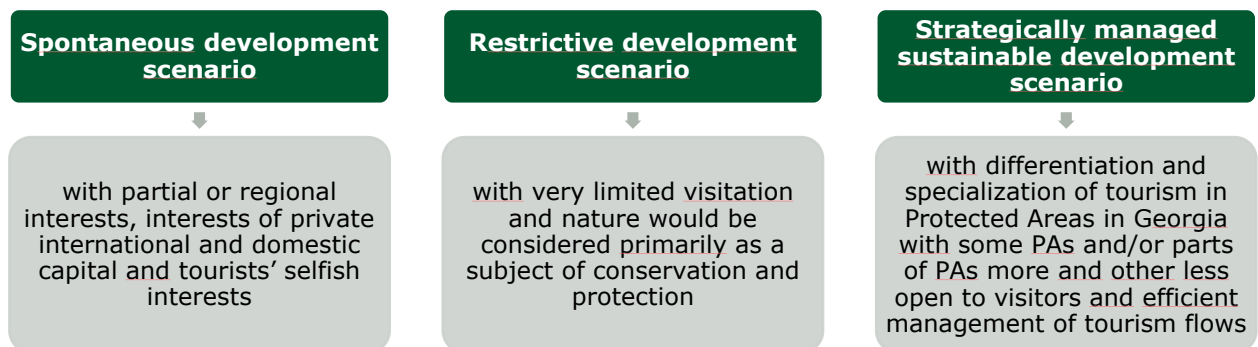 Spontaneous development
scenario
with partial or regional
interests, interests of private
international and domestic
capital and tourists’ selfish
interests
Restrictive development
scenario
with very limited visitation
and nature would be
considered primarily as a
subject of conservation and
protection
Strategically managed
sustainable development
scenario
with differentiation and
specialization of tourism in
Protected Areas in Georgia
with some PAs and/or parts
of PAs more and other less
open to visitors and efficient
management of tourism flows